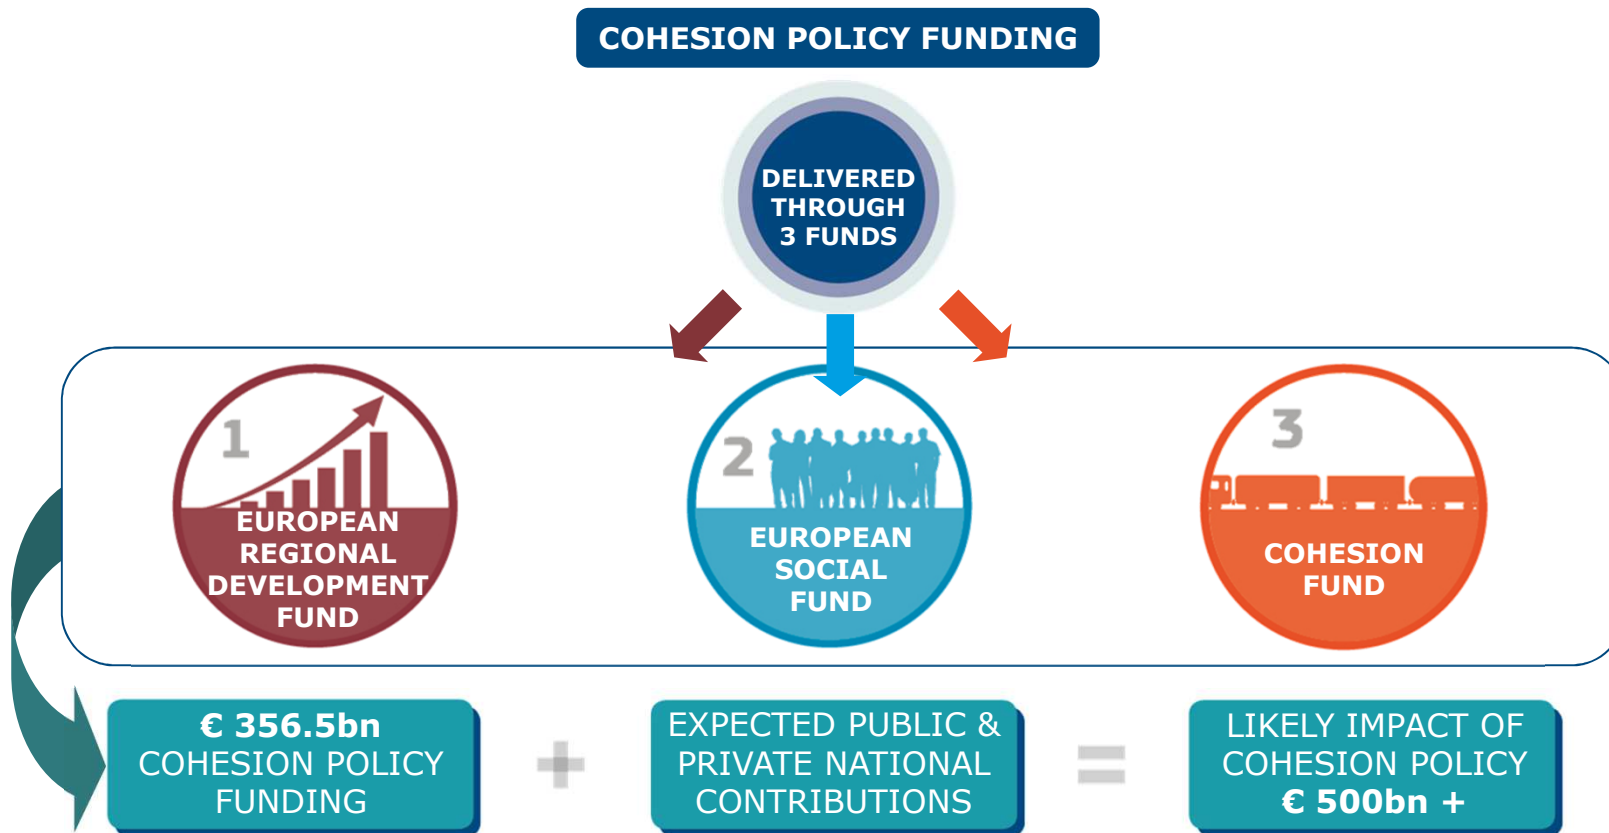 COHESION POLICY FUNDING
DELIVERED
THROUGH
3 FUNDS
1
EUROPEAN
REGIONAL
DEVELOPMENT
FUND
2
EUROPEAN
SOCIAL
FUND
3
COHESION
FUND
€ 356.5bn
COHESION POLICY
FUNDING
+
EXPECTED PUBLIC &
PRIVATE NATIONAL
CONTRIBUTIONS
=
LIKELY IMPACT OF
COHESION POLICY
€ 500bn +